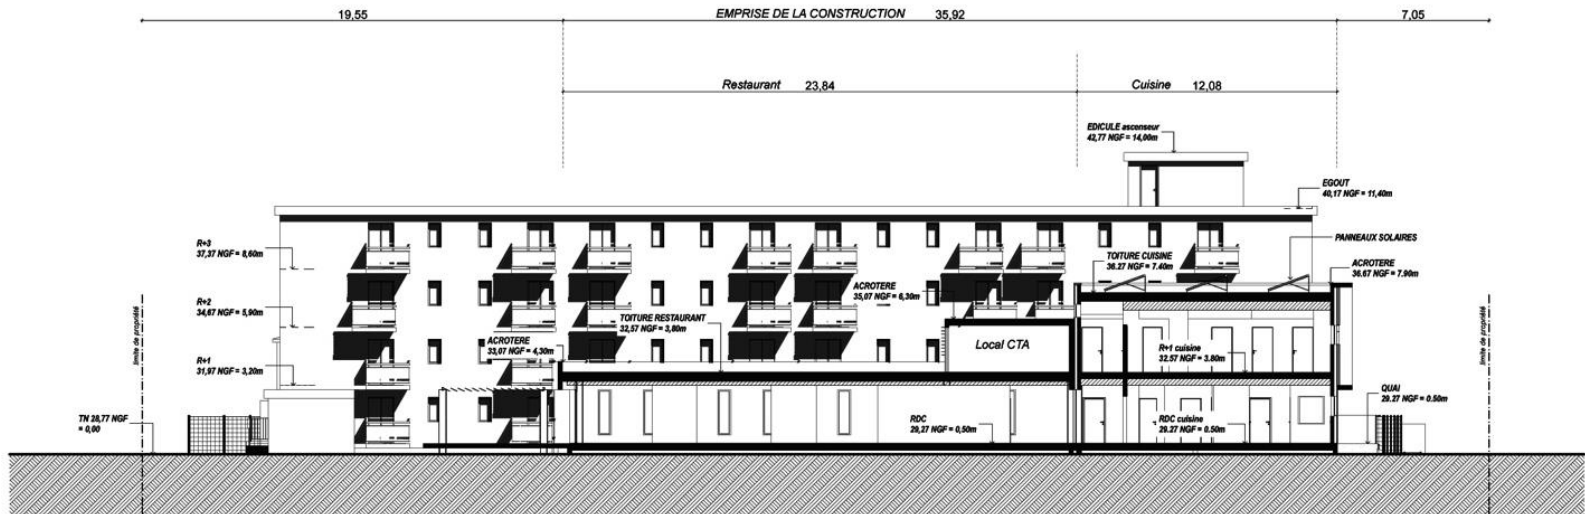 19,55
EMPRISE DE LA CONSTRUCTION 35,92
7,05
Restaurant 23,84
Cuisine 12,08
EDICULE ascenseur
42,77 NGF = 14,00m
EGOUT
40,17 NGF = 11,40m
R+3
37,37 NGF = 8,60m
PANNEAUX SOLAIRES
TOITURE CUISINE
36.27 NGF = 7.40m
ACROTERE
36.67 NGF = 7.90m
ACROTERE
35,07 NGF = 6,30m
R+2
34,67 NGF = 5,90m
TOITURE RESTAURANT
32,57 NGF = 3,80m
limite de propriété
limite de propriété
ACROTERE
33,07 NGF = 4,30m
Local CTA
R+1 cuisine
32.57 NGF = 3.80m
R+1
31,97 NGF = 3,20m
QUAI
29.27 NGF = 0.50m
TN 28,77 NGF
= 0,00
RDC
29,27 NGF = 0,50m
RDC cuisine
29.27 NGF = 0.50m